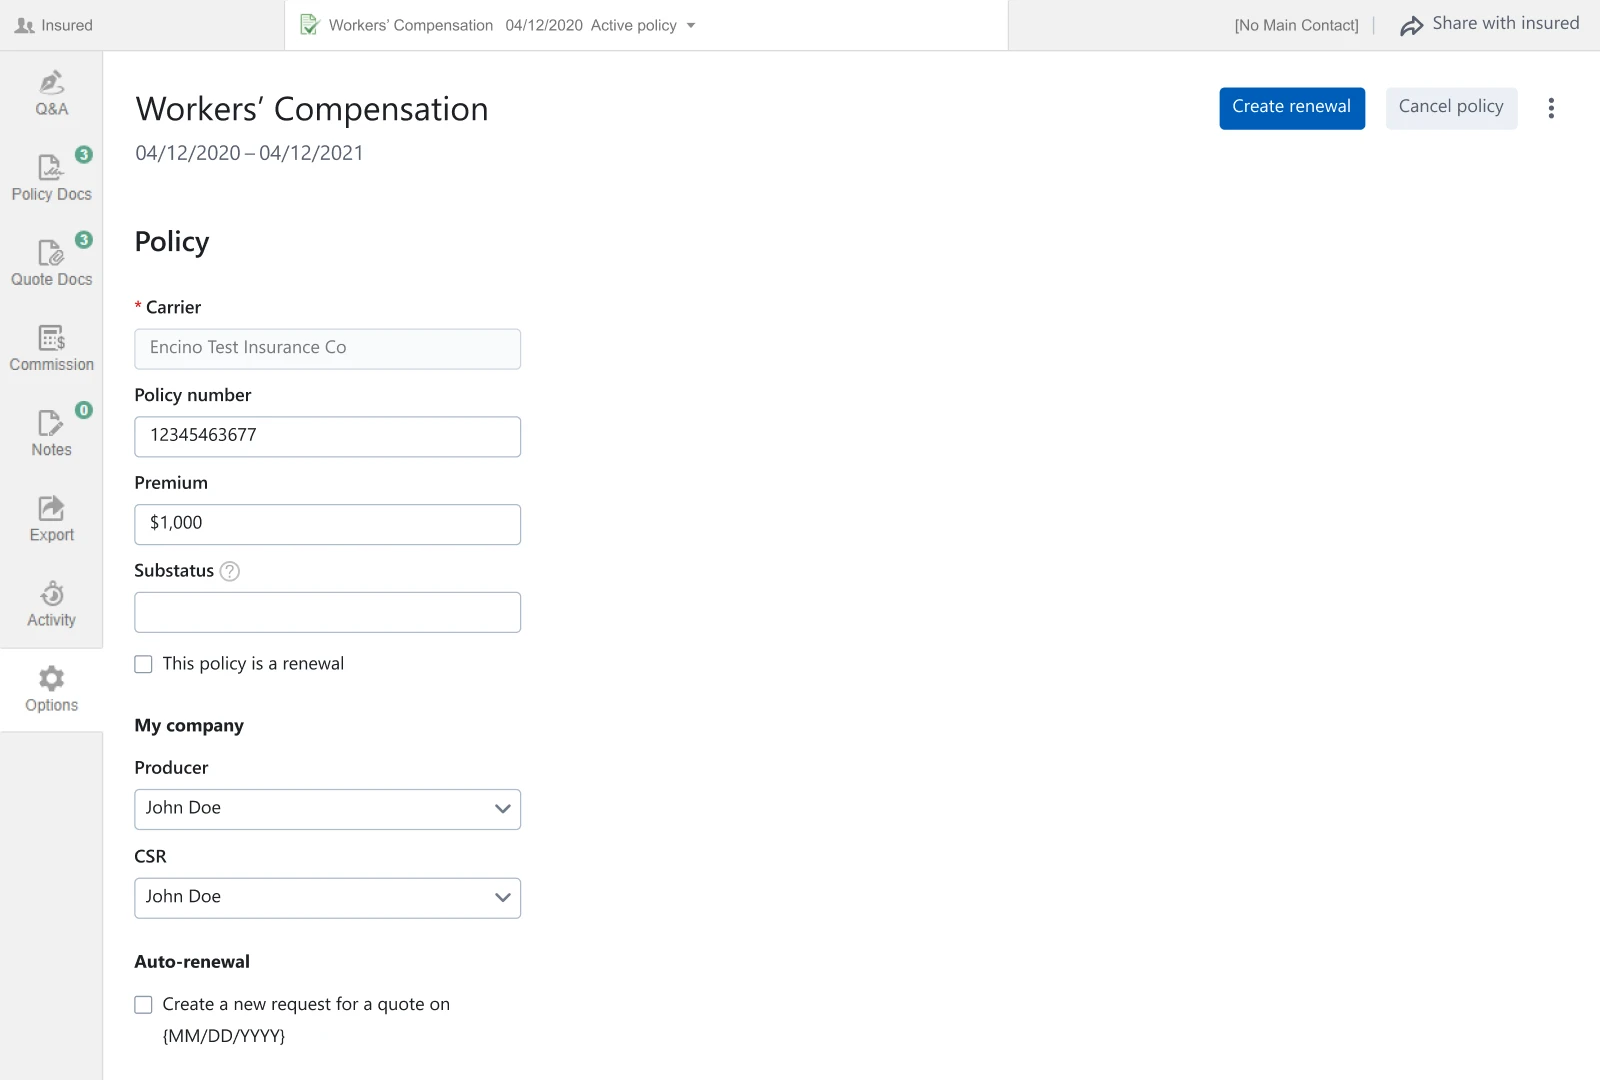 Insured
Workers’ Compensation 04/12/2020 Active policy
[No Main Contact]
Share with insured
Q&A
3
Policy Docs
3
Quote Docs
Commission
0
Notes
Export
Activity
Options
Workers’ Compensation
04/12/2020 – 04/12/2021
Create renewal
Cancel policy
Policy
* Carrier
Encino Test Insurance Co
Policy number
12345463677
Premium
$1,000
Substatus ?
This policy is a renewal
My company
Producer
John Doe
CSR
John Doe
Auto-renewal
Create a new request for a quote on
{MM/DD/YYYY}